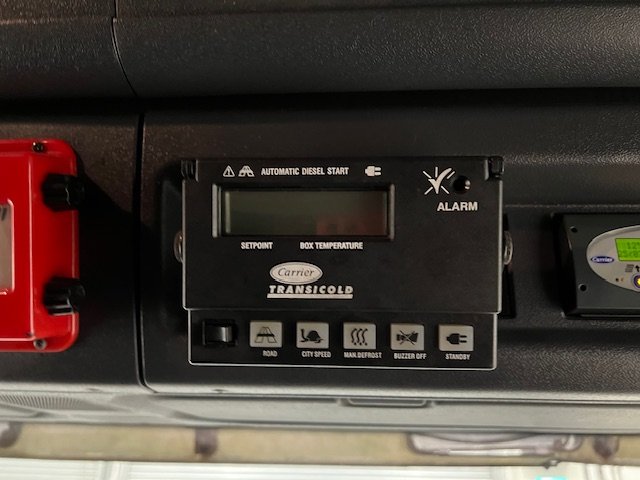 AUTOMATIC DIESEL START
ALARM
SETPOINT BOX TEMPERATURE
Carrier
TRANSICOLD
ROAD CITY SPEED MAN.DEFROST BUZZER OFF STANDBY
Carrier